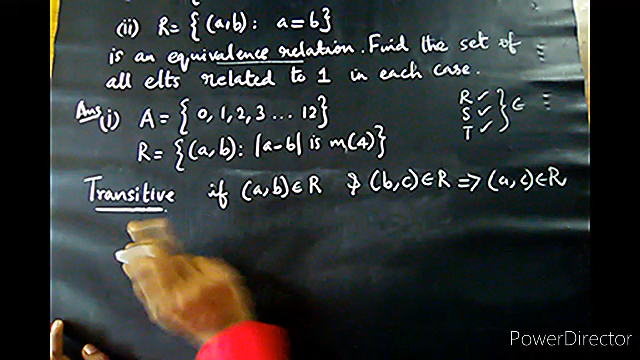 (ii) R = { (a,b) : a = b }
is an equivalence relation. Find the set of
all elts related to 1 in each case.
Ans (i) A = { 0, 1, 2, 3 ... 12 }
R = { (a,b) : |a-b| is m(4) }
R ✓
S ✓
T ✓
} ∈
Transitive if (a,b) ∈ R & (b,c) ∈ R => (a,c) ∈ R
PowerDirector